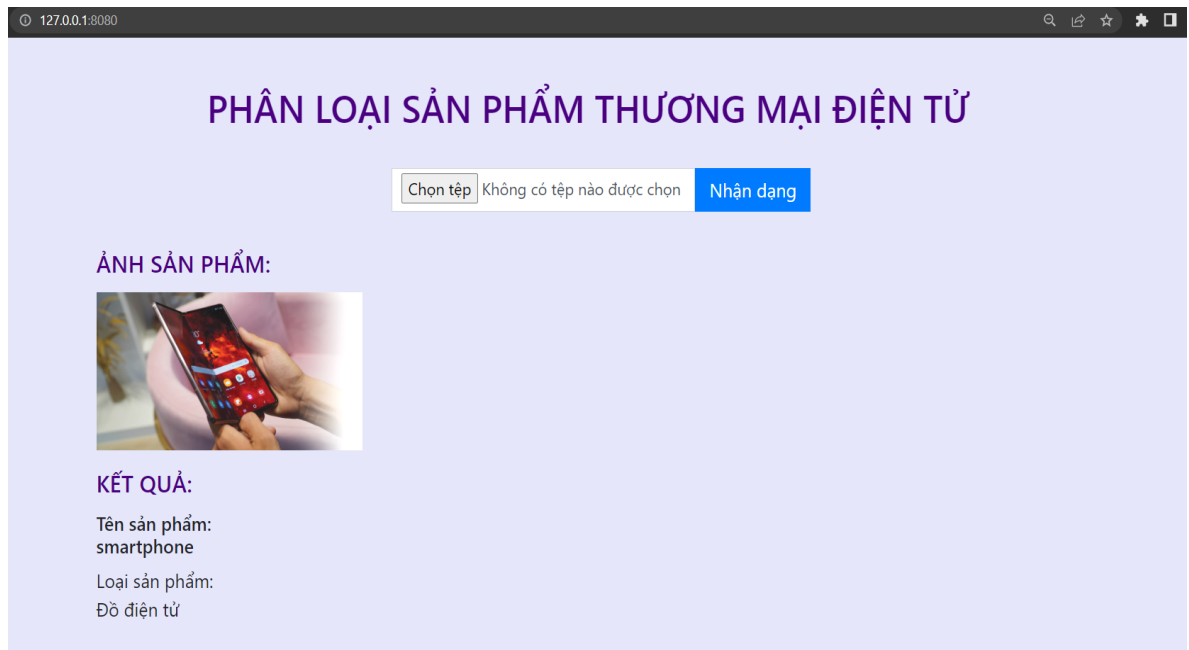 127.0.0.1:8080
PHÂN LOẠI SẢN PHẨM THƯƠNG MẠI ĐIỆN TỬ
Chọn tệp Không có tệp nào được chọn Nhận dạng
ẢNH SẢN PHẨM:
KẾT QUẢ:
Tên sản phẩm:
smartphone
Loại sản phẩm:
Đồ điện tử